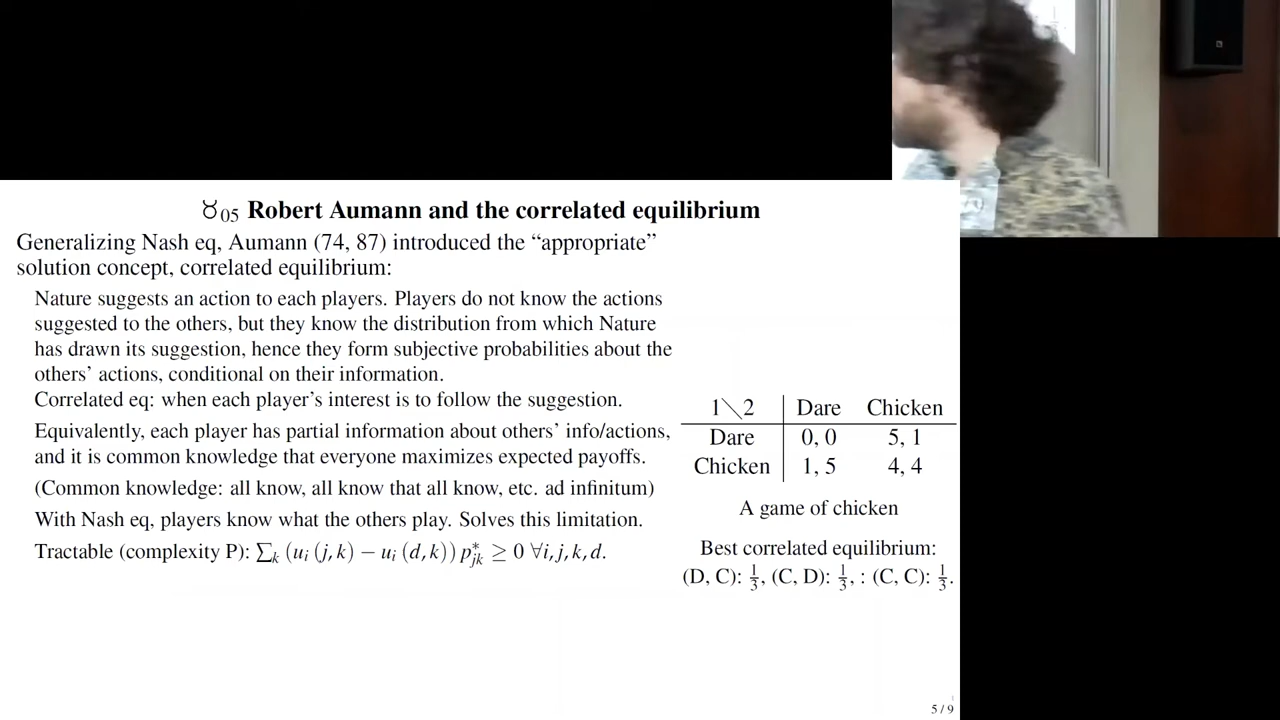 ♉05 Robert Aumann and the correlated equilibrium
Generalizing Nash eq, Aumann (74, 87) introduced the “appropriate”
solution concept, correlated equilibrium:
Nature suggests an action to each players. Players do not know the actions
suggested to the others, but they know the distribution from which Nature
has drawn its suggestion, hence they form subjective probabilities about the
others’ actions, conditional on their information.
Correlated eq: when each player’s interest is to follow the suggestion.
Equivalently, each player has partial information about others’ info/actions,
and it is common knowledge that everyone maximizes expected payoffs.
(Common knowledge: all know, all know that all know, etc. ad infinitum)
With Nash eq, players know what the others play. Solves this limitation.
Tractable (complexity P): ∑k (ui (j,k) − ui (d,k)) p*jk ≥ 0 ∀i,j,k,d.
1╲2 Dare Chicken
Dare 0, 0 5, 1
Chicken 1, 5 4, 4
A game of chicken
Best correlated equilibrium:
(D, C): 1/3, (C, D): 1/3, : (C, C): 1/3.
5 / 9